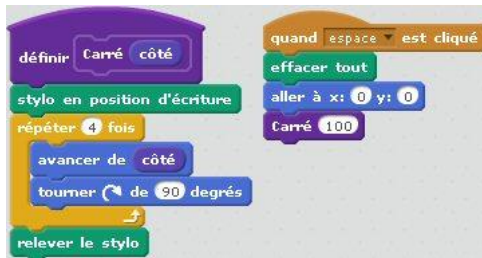 définir Carré côté
stylo en position d'écriture
répéter 4 fois
avancer de côté
tourner de 90 degrés
relever le stylo
quand espace est cliqué
effacer tout
aller à x: 0 y: 0
Carré 100